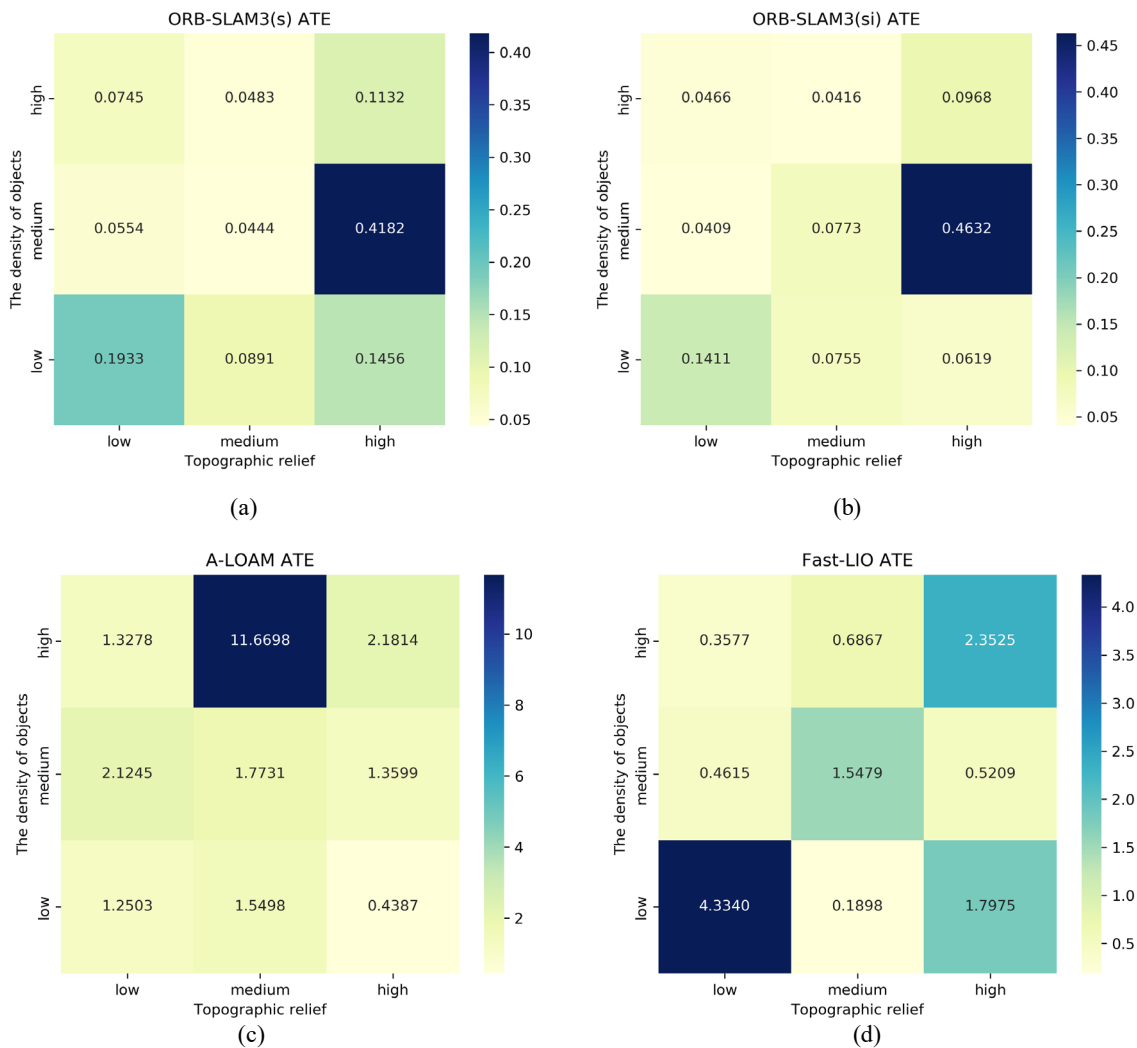 ORB-SLAM3(s) ATE
The density of objects
high
medium
low
0.0745 0.0483 0.1132
0.0554 0.0444 0.4182
0.1933 0.0891 0.1456
low medium high
Topographic relief
0.40
0.35
0.30
0.25
0.20
0.15
0.10
0.05
(a)
ORB-SLAM3(si) ATE
The density of objects
high
medium
low
0.0466 0.0416 0.0968
0.0409 0.0773 0.4632
0.1411 0.0755 0.0619
low medium high
Topographic relief
0.45
0.40
0.35
0.30
0.25
0.20
0.15
0.10
0.05
(b)
A-LOAM ATE
The density of objects
high
medium
low
1.3278 11.6698 2.1814
2.1245 1.7731 1.3599
1.2503 1.5498 0.4387
low medium high
Topographic relief
10
8
6
4
2
(c)
Fast-LIO ATE
The density of objects
high
medium
low
0.3577 0.6867 2.3525
0.4615 1.5479 0.5209
4.3340 0.1898 1.7975
low medium high
Topographic relief
4.0
3.5
3.0
2.5
2.0
1.5
1.0
0.5
(d)